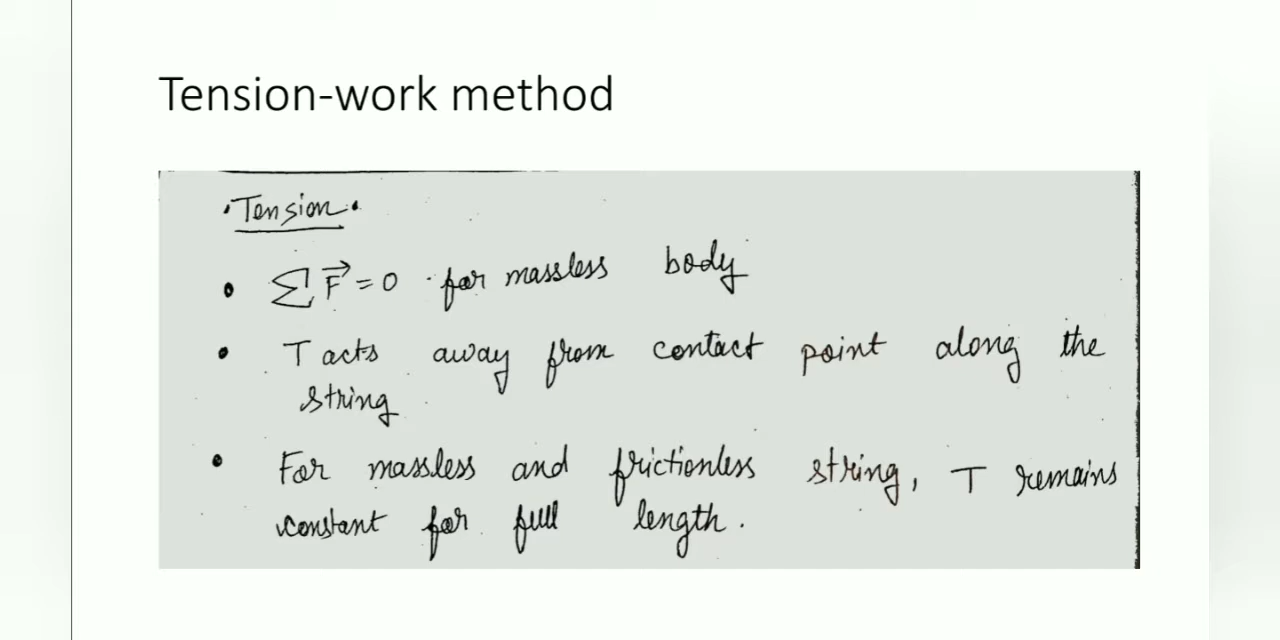 Tension-work method
• Tension •
• ∑F⃗ = 0 for massless body
• T acts away from contact point along the
string
• For massless and frictionless string, T remains
constant for full length.